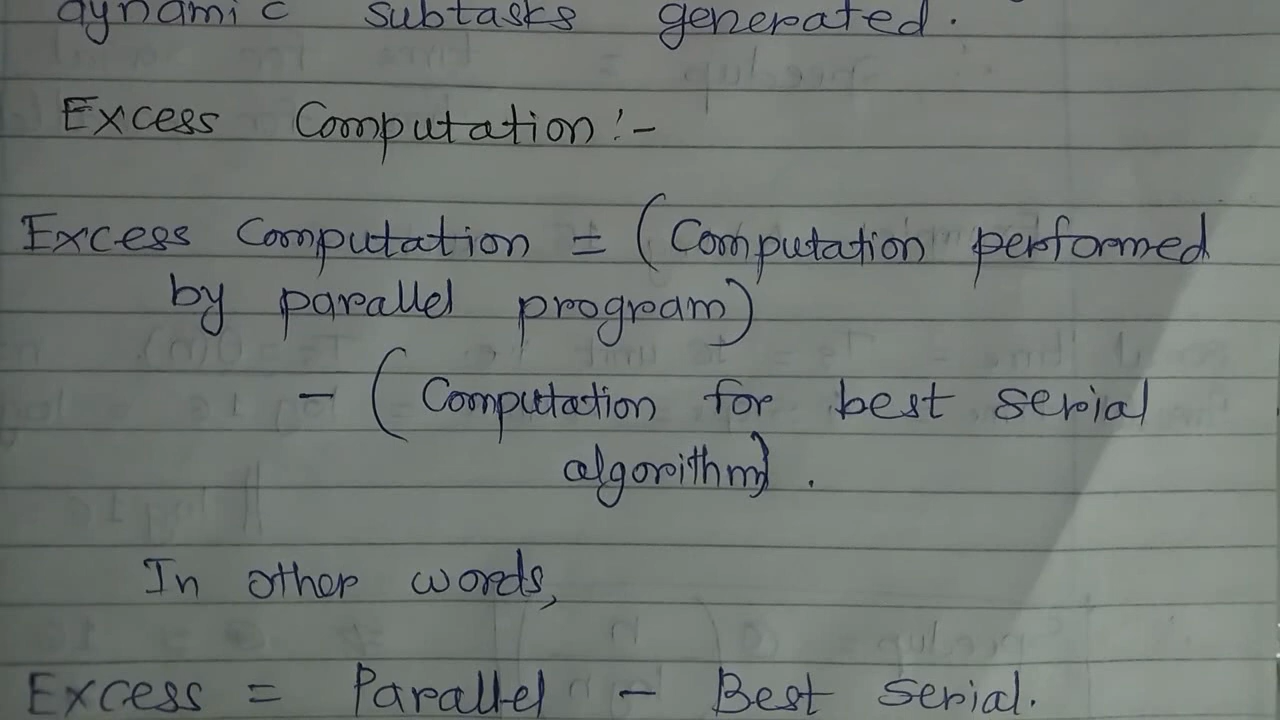 dynamic subtasks generated.
Excess Computation :-
Excess Computation = (Computation performed
by parallel program)
- (Computation for best serial
algorithm).
In other words,
Excess = Parallel - Best serial.